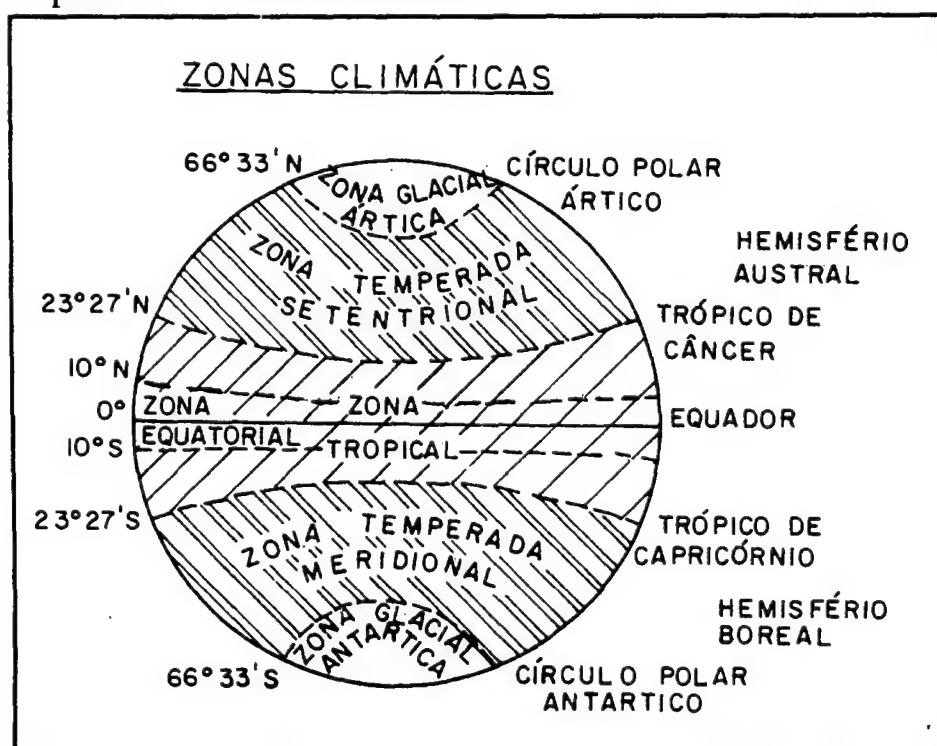 ZONAS CLIMÁTICAS
66° 33' N
CÍRCULO POLAR
ÁRTICO
ZONA GLACIAL
ÁRTICA
HEMISFÉRIO
AUSTRAL
ZONA TEMPERADA
SETENTRIONAL
23° 27' N
TRÓPICO DE
CÂNCER
10° N
0°
ZONA
EQUATORIAL
ZONA
TROPICAL
EQUADOR
10° S
23° 27' S
TRÓPICO DE
CAPRICÓRNIO
ZONA TEMPERADA
MERIDIONAL
HEMISFÉRIO
BOREAL
ZONA GLACIAL
ANTÁRTICA
66° 33' S
CÍRCULO POLAR
ANTARTICO